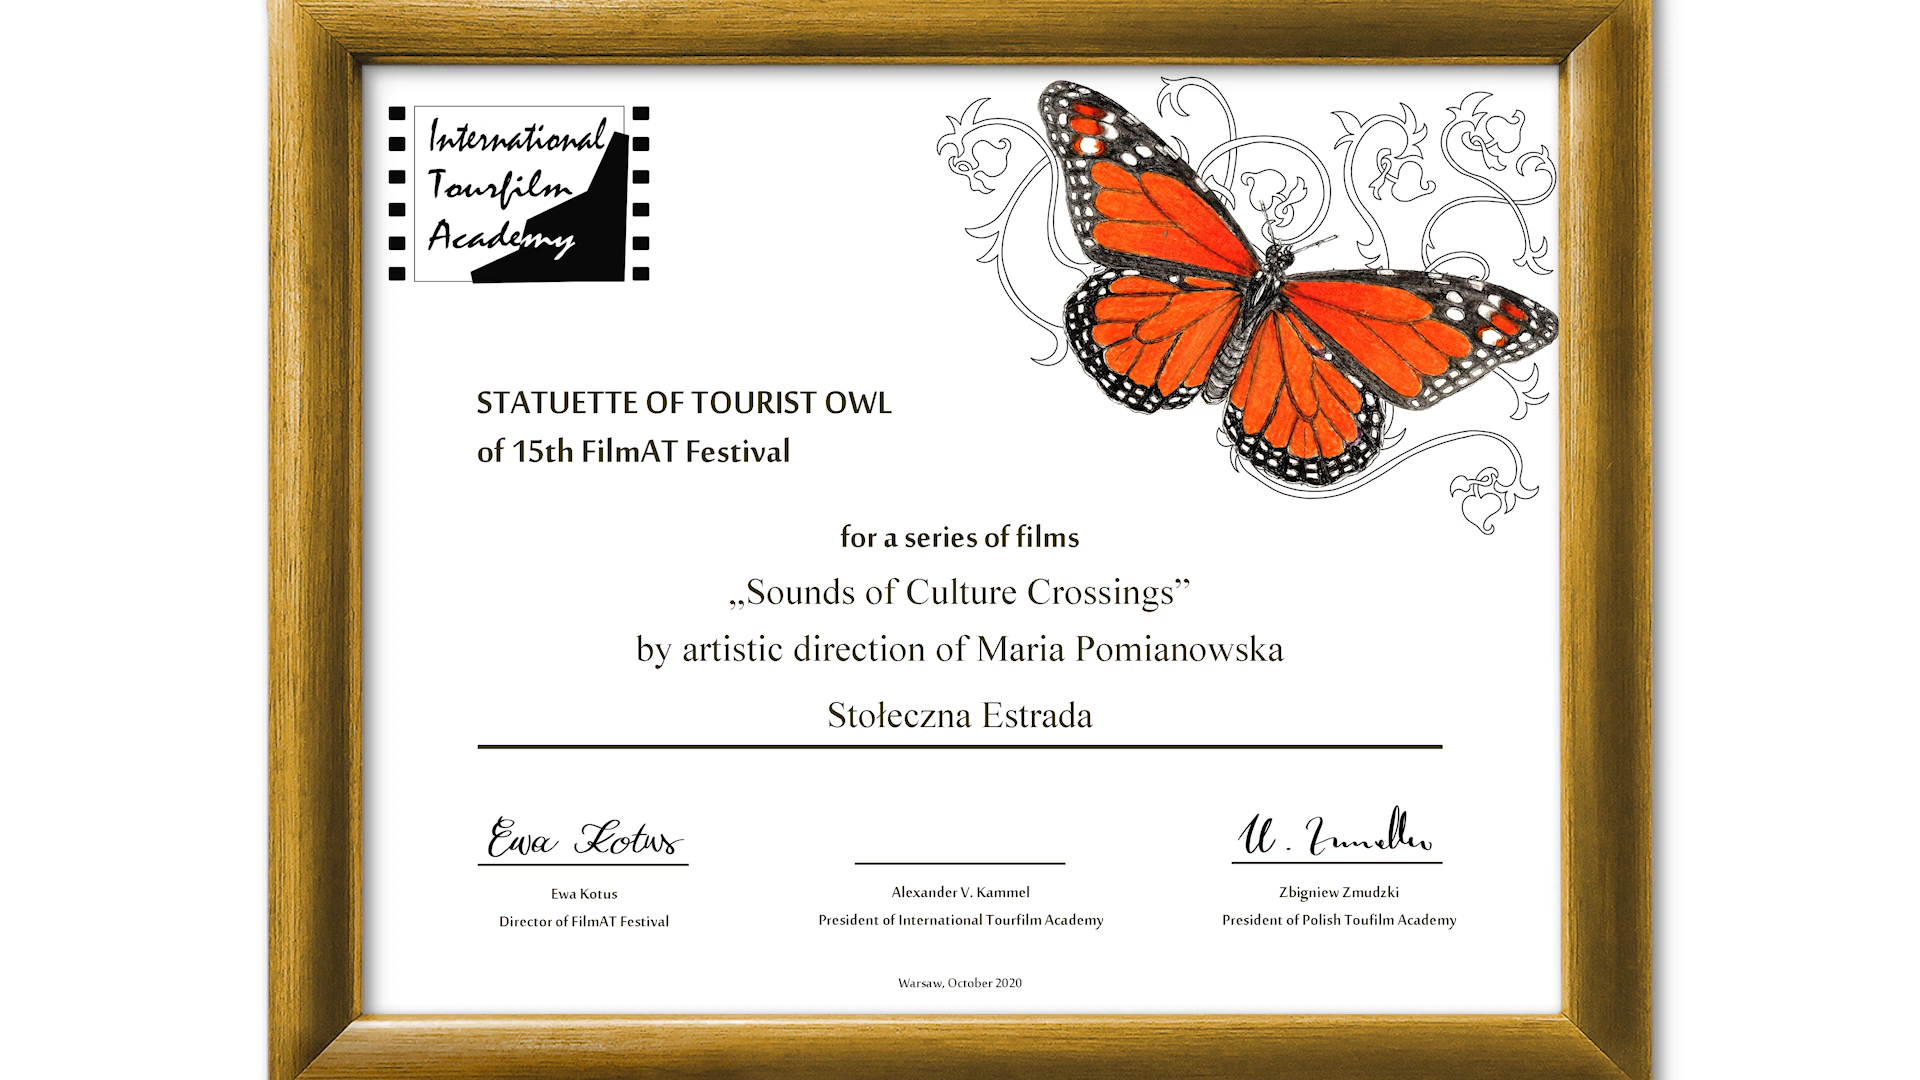 International
Tourfilm
Academy
STATUETTE OF TOURIST OWL
of 15th FilmAT Festival
for a series of films
„Sounds of Culture Crossings”
by artistic direction of Maria Pomianowska
Stołeczna Estrada
Ewa Kotus
Ewa Kotus
Director of FilmAT Festival
Alexander V. Kammel
President of International Tourfilm Academy
Zbigniew Zmudzki
President of Polish Toufilm Academy
Warsaw, October 2020